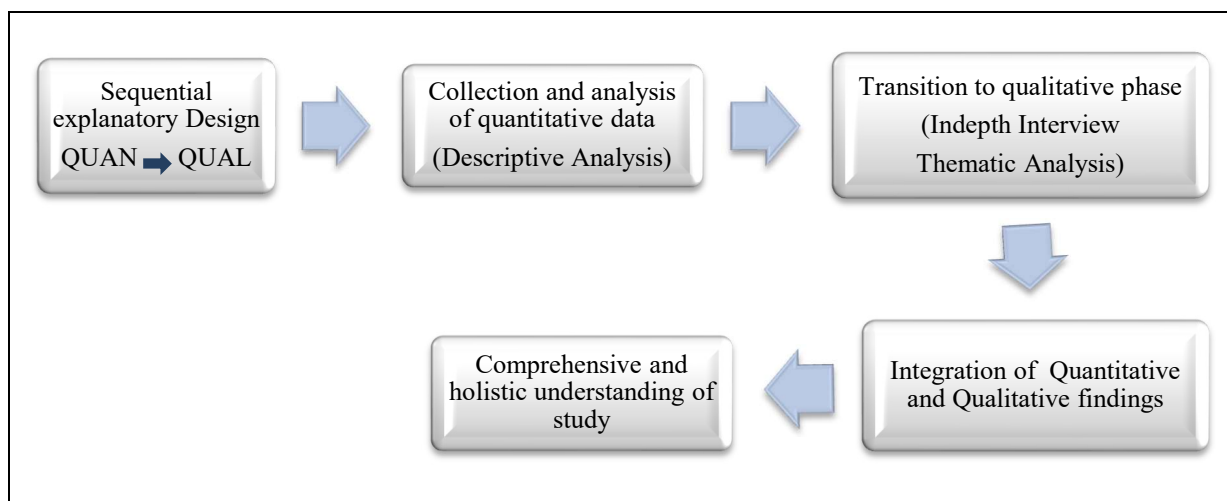 Sequential
explanatory Design
QUAN QUAL
Collection and analysis
of quantitative data
(Descriptive Analysis)
Transition to qualitative phase
(Indepth Interview
Thematic Analysis)
Integration of Quantitative
and Qualitative findings
Comprehensive and
holistic understanding of
study